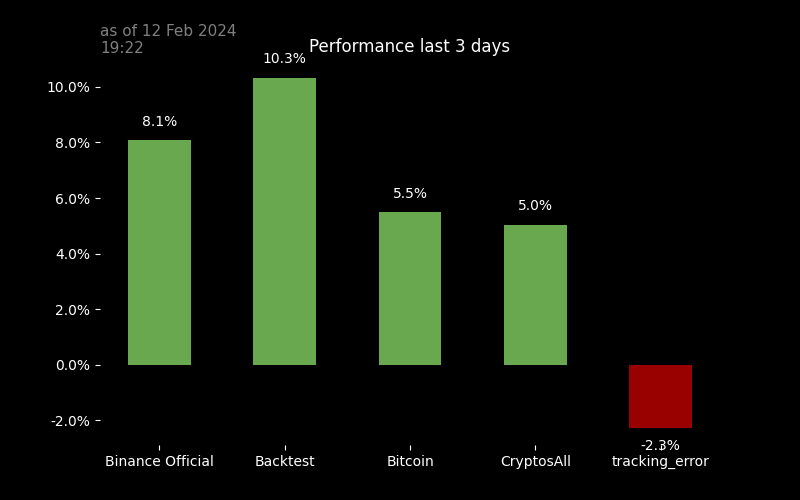 as of 12 Feb 2024
19:22
Performance last 3 days
10.3%
10.0%
8.1%
8.0%
5.5%
6.0%
5.0%
4.0%
2.0%
0.0%
-2.0%
-2.3%
Binance Official
Backtest
Bitcoin
CryptosAll
tracking_error